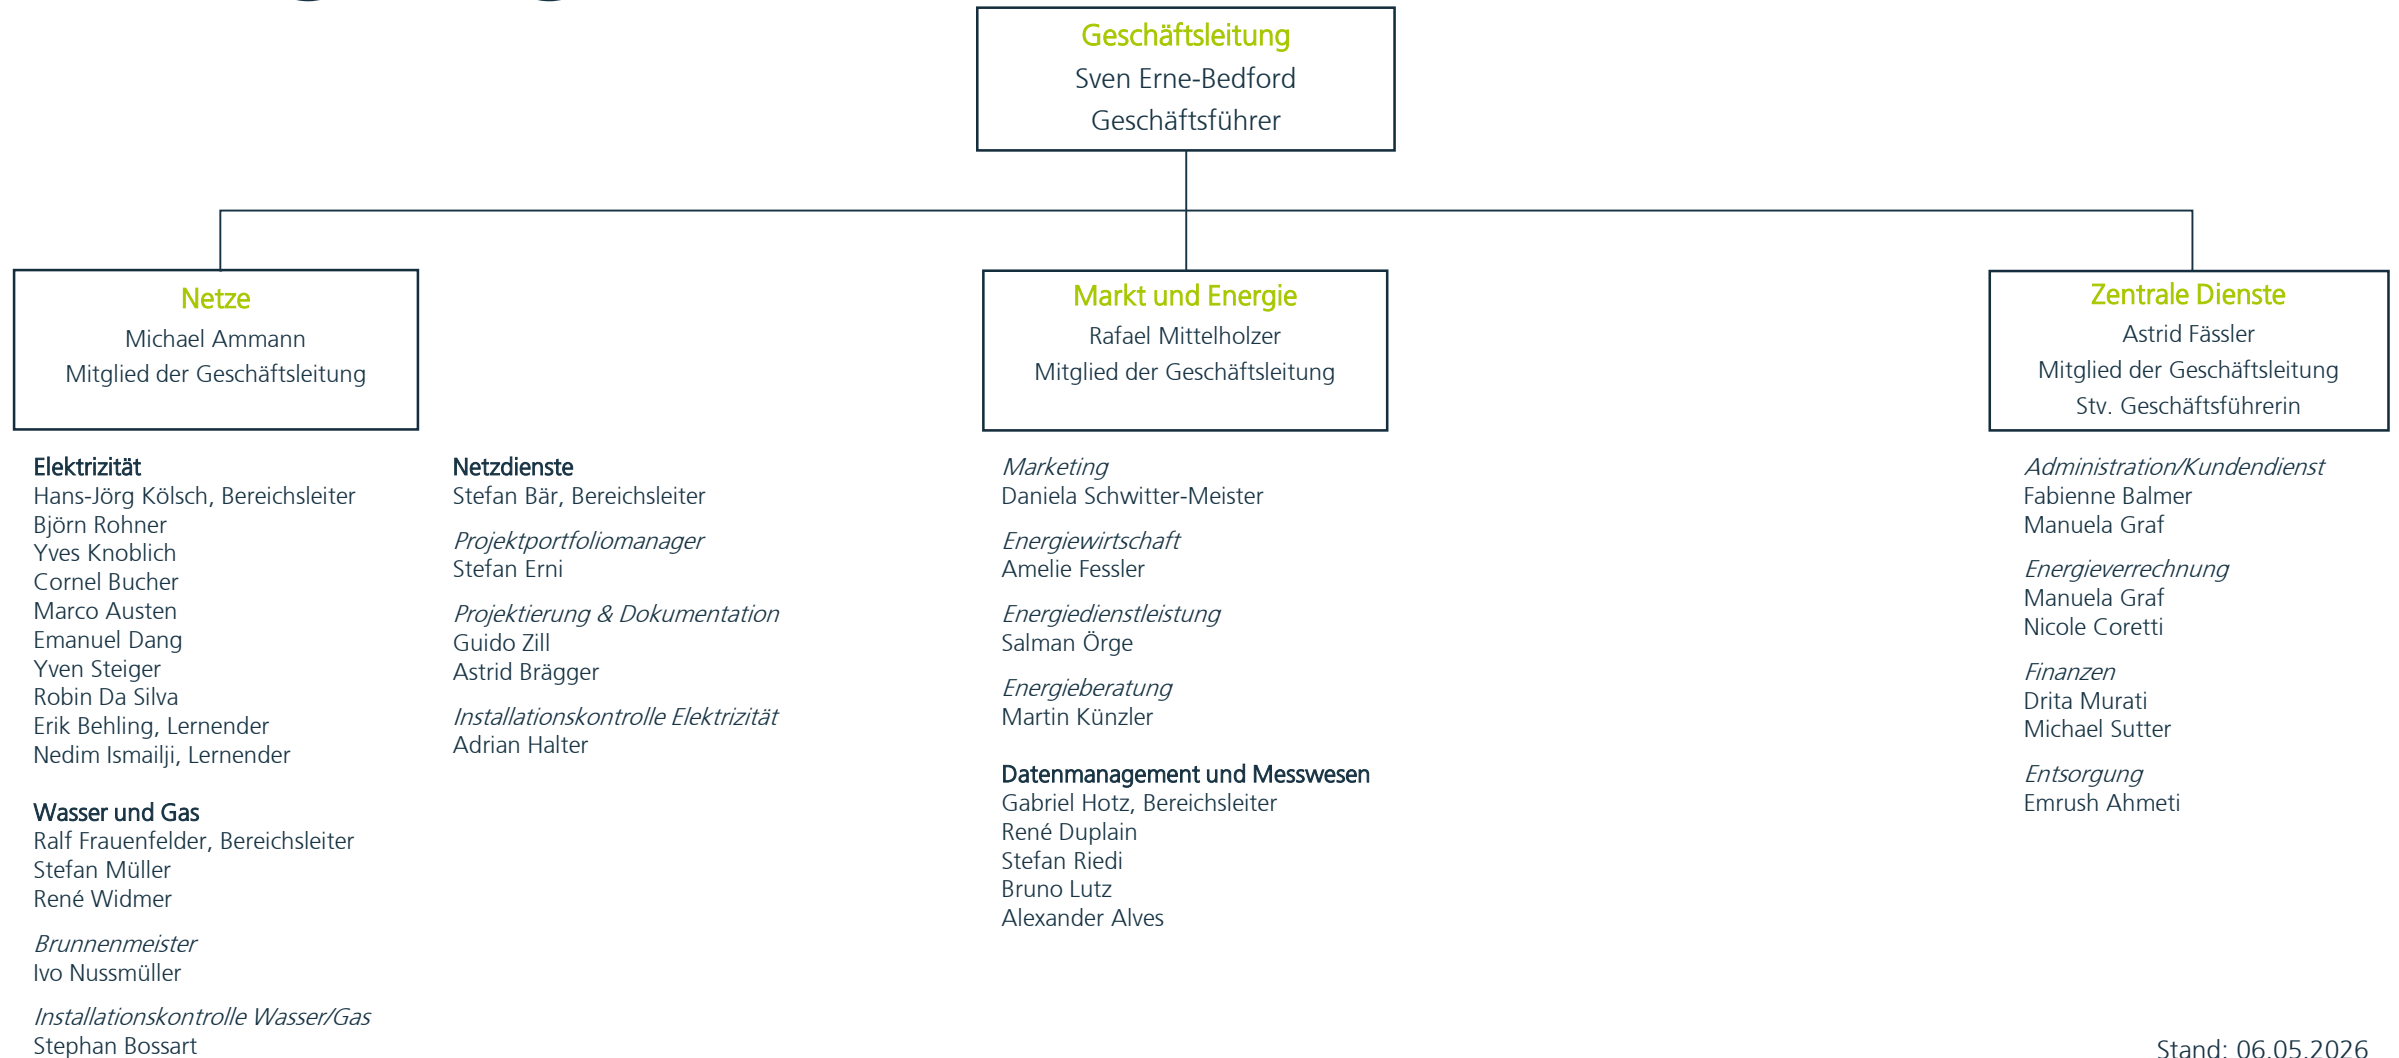 Geschäftsleitung
Sven Erne-Bedford
Geschäftsführer
Netze
Michael Ammann
Mitglied der Geschäftsleitung
Markt und Energie
Rafael Mittelholzer
Mitglied der Geschäftsleitung
Zentrale Dienste
Astrid Fässler
Mitglied der Geschäftsleitung
Stv. Geschäftsführerin
Elektrizität
Hans-Jörg Kölsch, Bereichsleiter
Björn Rohner
Yves Knoblich
Cornel Bucher
Marco Austen
Emanuel Dang
Yven Steiger
Robin Da Silva
Erik Behling, Lernender
Nedim Ismailji, Lernender
Wasser und Gas
Ralf Frauenfelder, Bereichsleiter
Stefan Müller
René Widmer
Brunnenmeister
Ivo Nussmüller
Installationskontrolle Wasser/Gas
Stephan Bossart
Netzdienste
Stefan Bär, Bereichsleiter
Projektportfoliomanager
Stefan Erni
Projektierung & Dokumentation
Guido Zill
Astrid Brägger
Installationskontrolle Elektrizität
Adrian Halter
Marketing
Daniela Schwitter-Meister
Energiewirtschaft
Amelie Fessler
Energiedienstleistung
Salman Örge
Energieberatung
Martin Künzler
Datenmanagement und Messwesen
Gabriel Hotz, Bereichsleiter
René Duplain
Stefan Riedi
Bruno Lutz
Alexander Alves
Administration/Kundendienst
Fabienne Balmer
Manuela Graf
Energieverrechnung
Manuela Graf
Nicole Coretti
Finanzen
Drita Murati
Michael Sutter
Entsorgung
Emrush Ahmeti
Stand: 06.05.2026